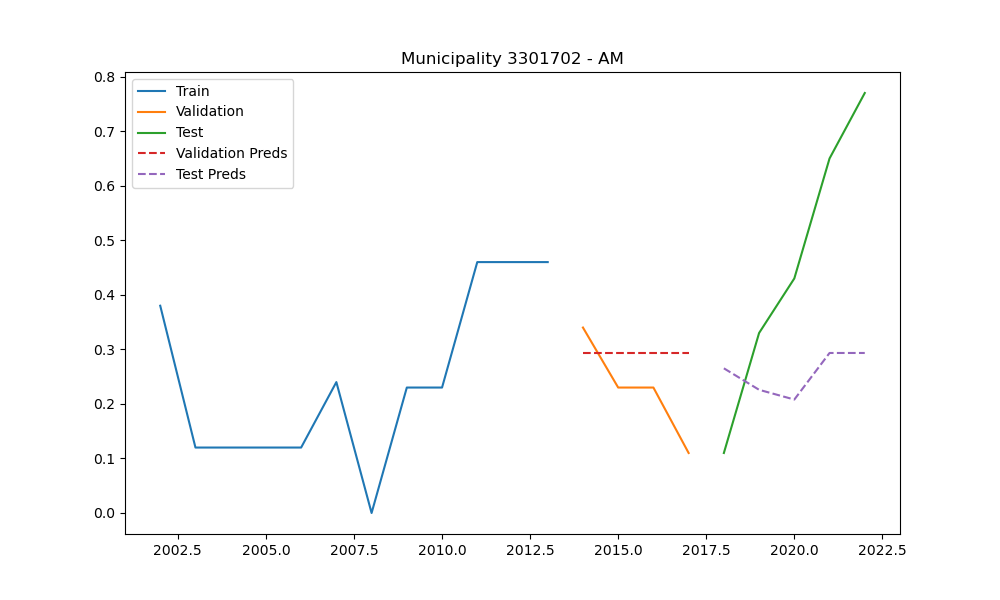 Municipality 3301702 - AM
Train
Validation
Test
Validation Preds
Test Preds
0.8
0.7
0.6
0.5
0.4
0.3
0.2
0.1
0.0
2002.5 2005.0 2007.5 2010.0 2012.5 2015.0 2017.5 2020.0 2022.5